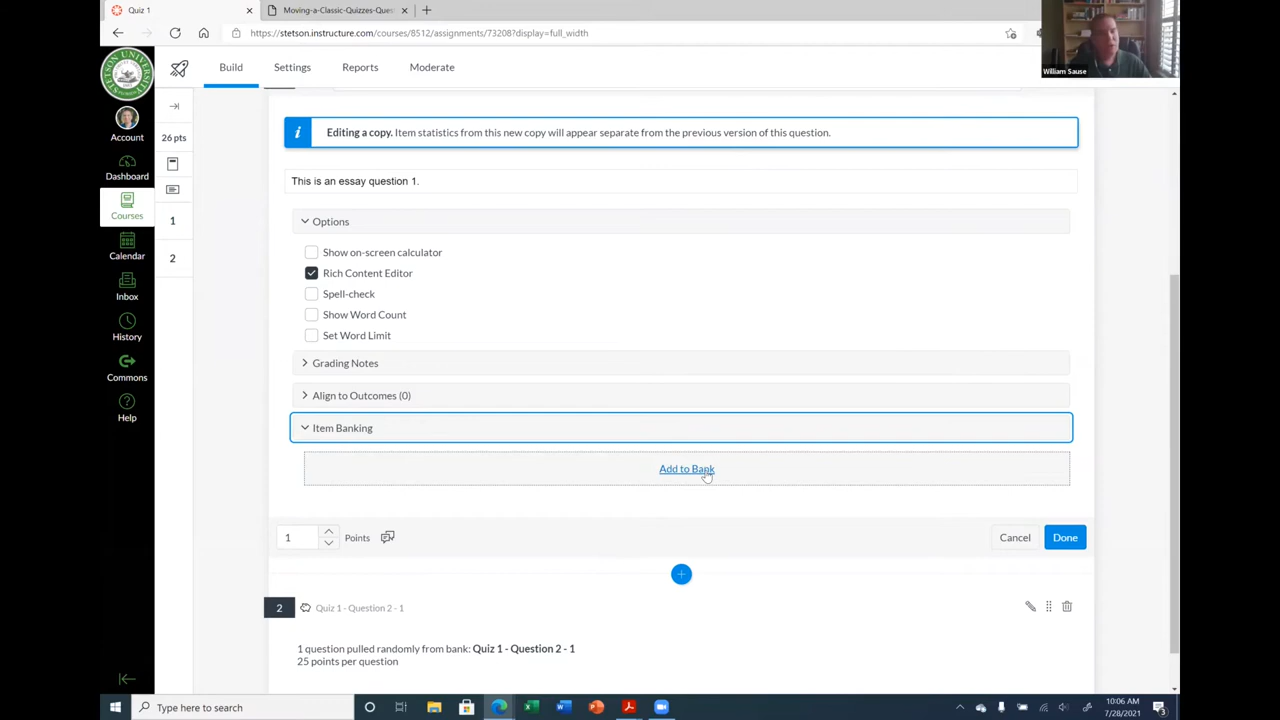 Quiz 1
Moving-a-Classic-Quizzes-Ques
https://stetson.instructure.com/courses/8512/assignments/73208?display=full_width
William Sause
STETSON UNIVERSITY
Build
Settings
Reports
Moderate
Account
Dashboard
Courses
Calendar
Inbox
History
Commons
Help
26 pts
1
2
Editing a copy. Item statistics from this new copy will appear separate from the previous version of this question.
This is an essay question 1.
Options
Show on-screen calculator
Rich Content Editor
Spell-check
Show Word Count
Set Word Limit
Grading Notes
Align to Outcomes (0)
Item Banking
Add to Bank
1 Points
Cancel
Done
2 Quiz 1 - Question 2 - 1
1 question pulled randomly from bank: Quiz 1 - Question 2 - 1
25 points per question
Type here to search
10:06 AM
7/28/2021
3